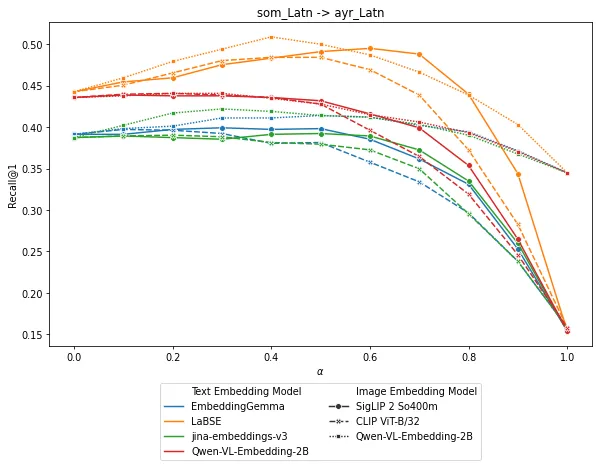 som_Latn -> ayr_Latn
Recall@1
0.50
0.45
0.40
0.35
0.30
0.25
0.20
0.15
0.0 0.2 0.4 0.6 0.8 1.0
α
Text Embedding Model
EmbeddingGemma
LaBSE
jina-embeddings-v3
Qwen-VL-Embedding-2B
Image Embedding Model
SigLIP 2 So400m
CLIP ViT-B/32
Qwen-VL-Embedding-2B